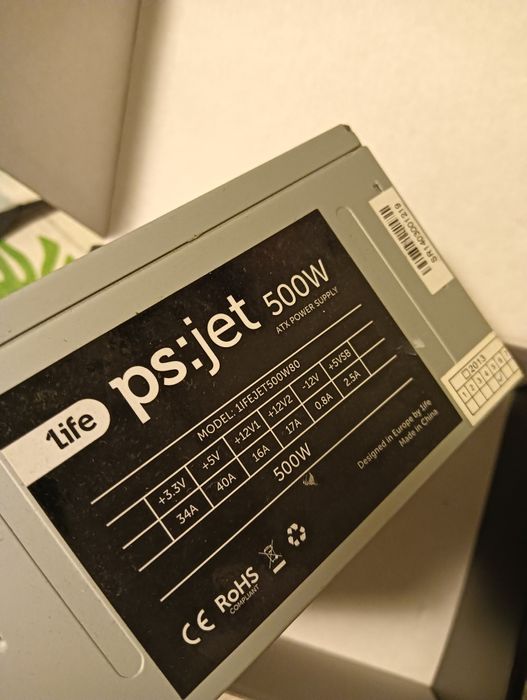 1ife
ps:jet 500W
ATX POWER SUPPLY
MODEL: 1IFEJET500W80
+3.3V +5V +12V1 +12V2 -12V +5VSB
34A 40A 16A 17A 0.8A 2.5A
500W
Designed in Europe by 1ife
Made in China
CE RoHS
COMPLIANT
SR1403001219
2013